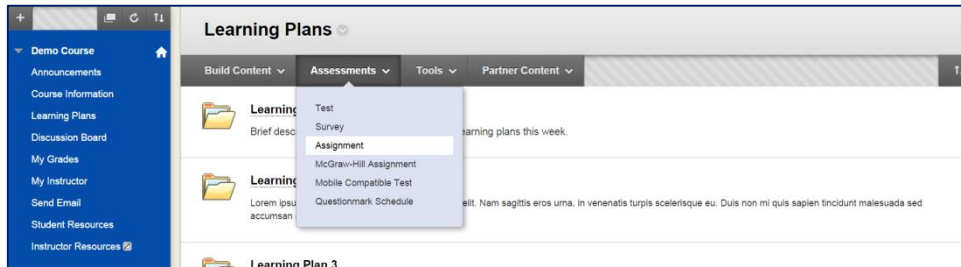 Learning Plans
Demo Course
Announcements
Course Information
Learning Plans
Discussion Board
My Grades
My Instructor
Send Email
Student Resources
Instructor Resources
Build Content
Assessments
Tools
Partner Content
Test
Survey
Assignment
McGraw-Hill Assignment
Mobile Compatible Test
Questionmark Schedule
Learning
Brief desc earning plans this week.
Learning
Lorem ipsu elit. Nam sagittis eros urna, in venenatis turpis scelerisque eu. Duis non mi quis sapien tincidunt malesuada sed
accumsan
Learning Plan 3